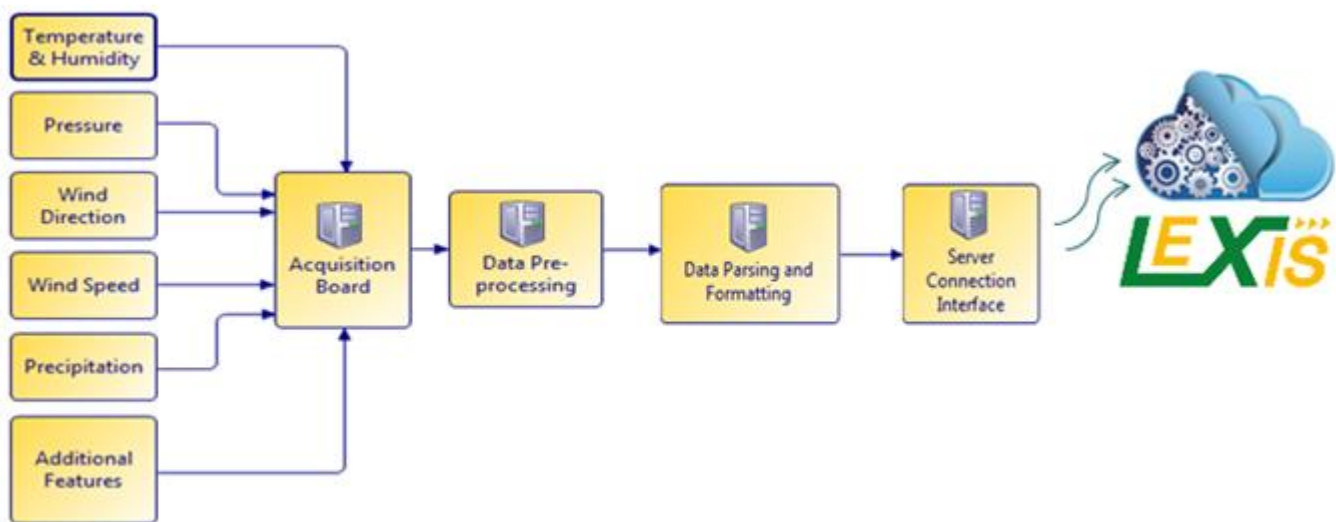 Temperature
& Humidity
Pressure
Wind
Direction
Wind Speed
Precipitation
Additional
Features
Acquisition
Board
Data Pre-
processing
Data Parsing and
Formatting
Server
Connection
Interface
LEXIS